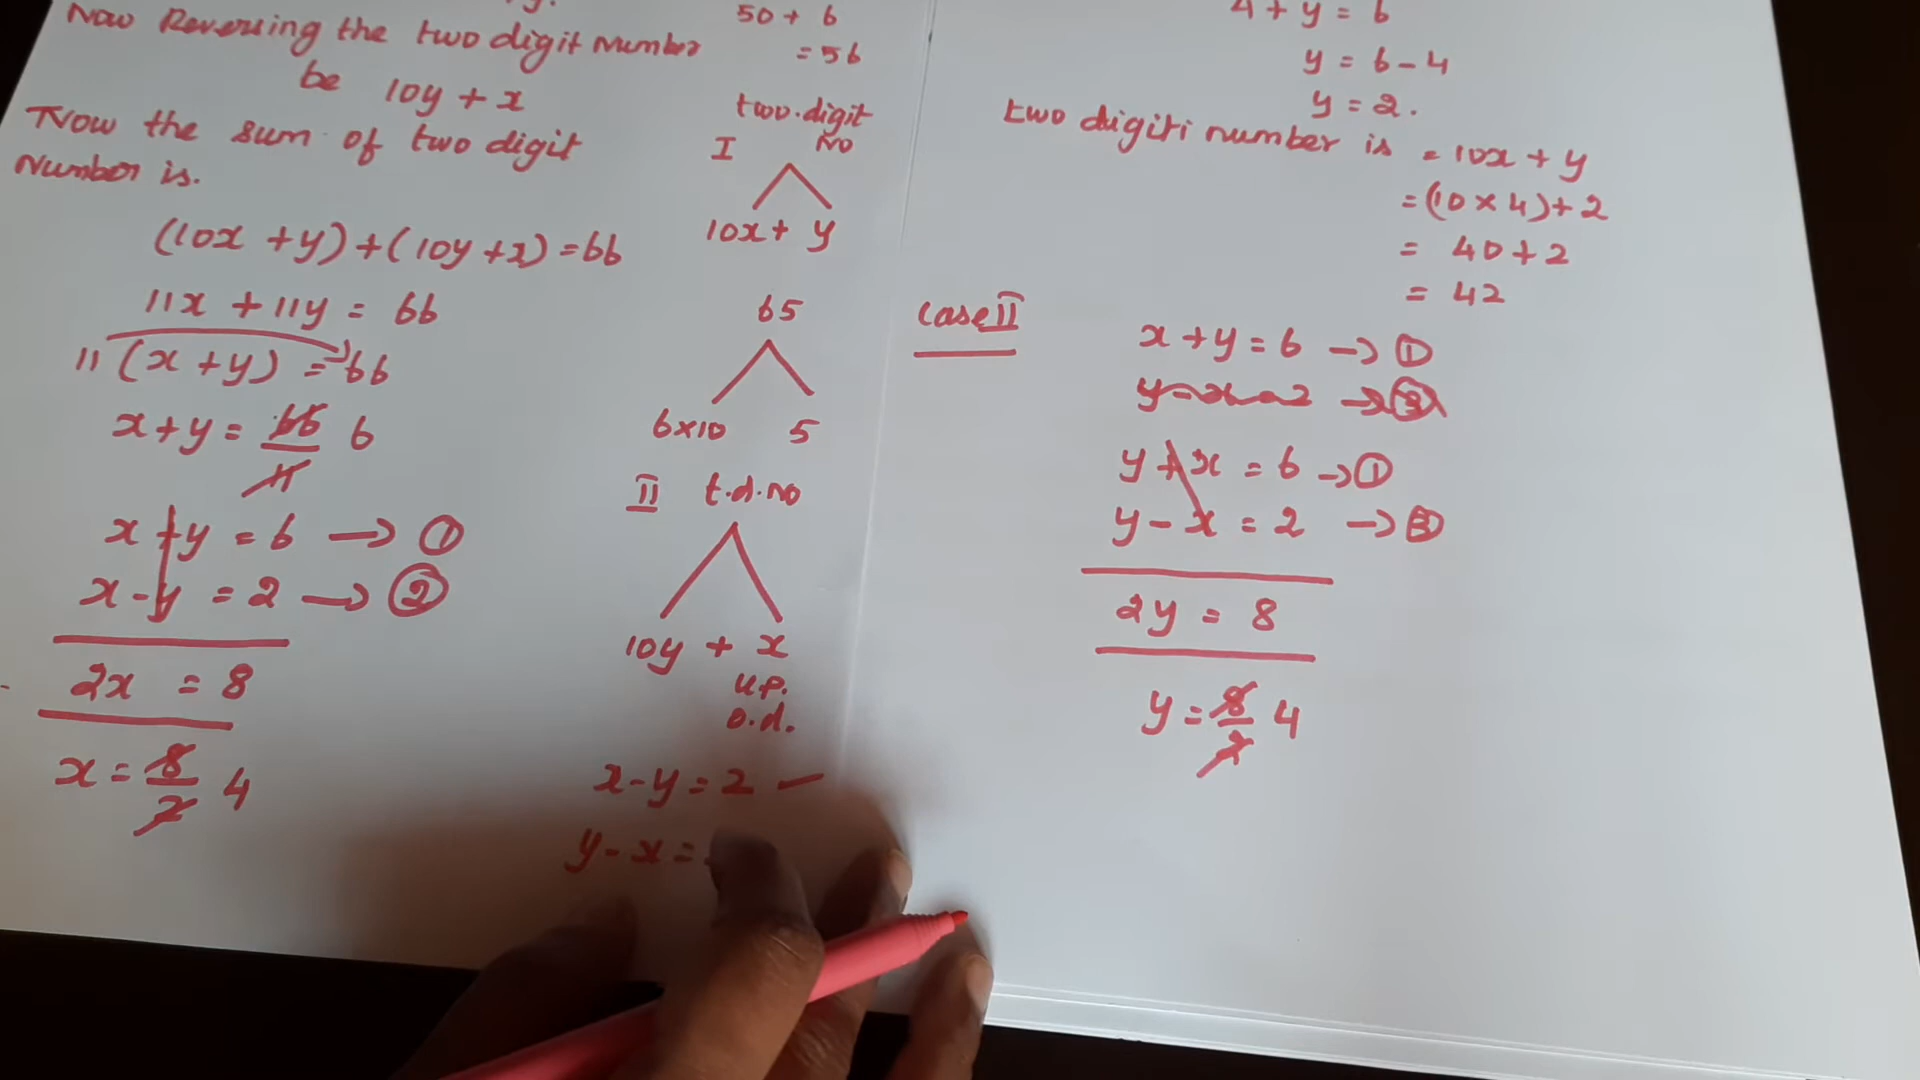 Now Reversing the two digit number
be 10y + x
Now the sum of two digit
Number is.
(10x + y) + (10y + x) = 66
11x + 11y = 66
11 (x + y) = 66
x + y = 66/11 6
x + y = 6 → ①
x - y = 2 → ②
2x = 8
x = 8/2 4
50 + 6
= 56
two.digit
I No
10x + y
65
6×10 5
II t.d.no
10y + x
u.p.
o.d.
x - y = 2 –
y - x =
4 + y = 6
y = 6 - 4
y = 2.
two digiti number is = 10x + y
= (10 × 4) + 2
= 40 + 2
= 42
Case II
x + y = 6 → ①
y + x = 6 → ①
y - x = 2 → ③
2y = 8
y = 8/2 4